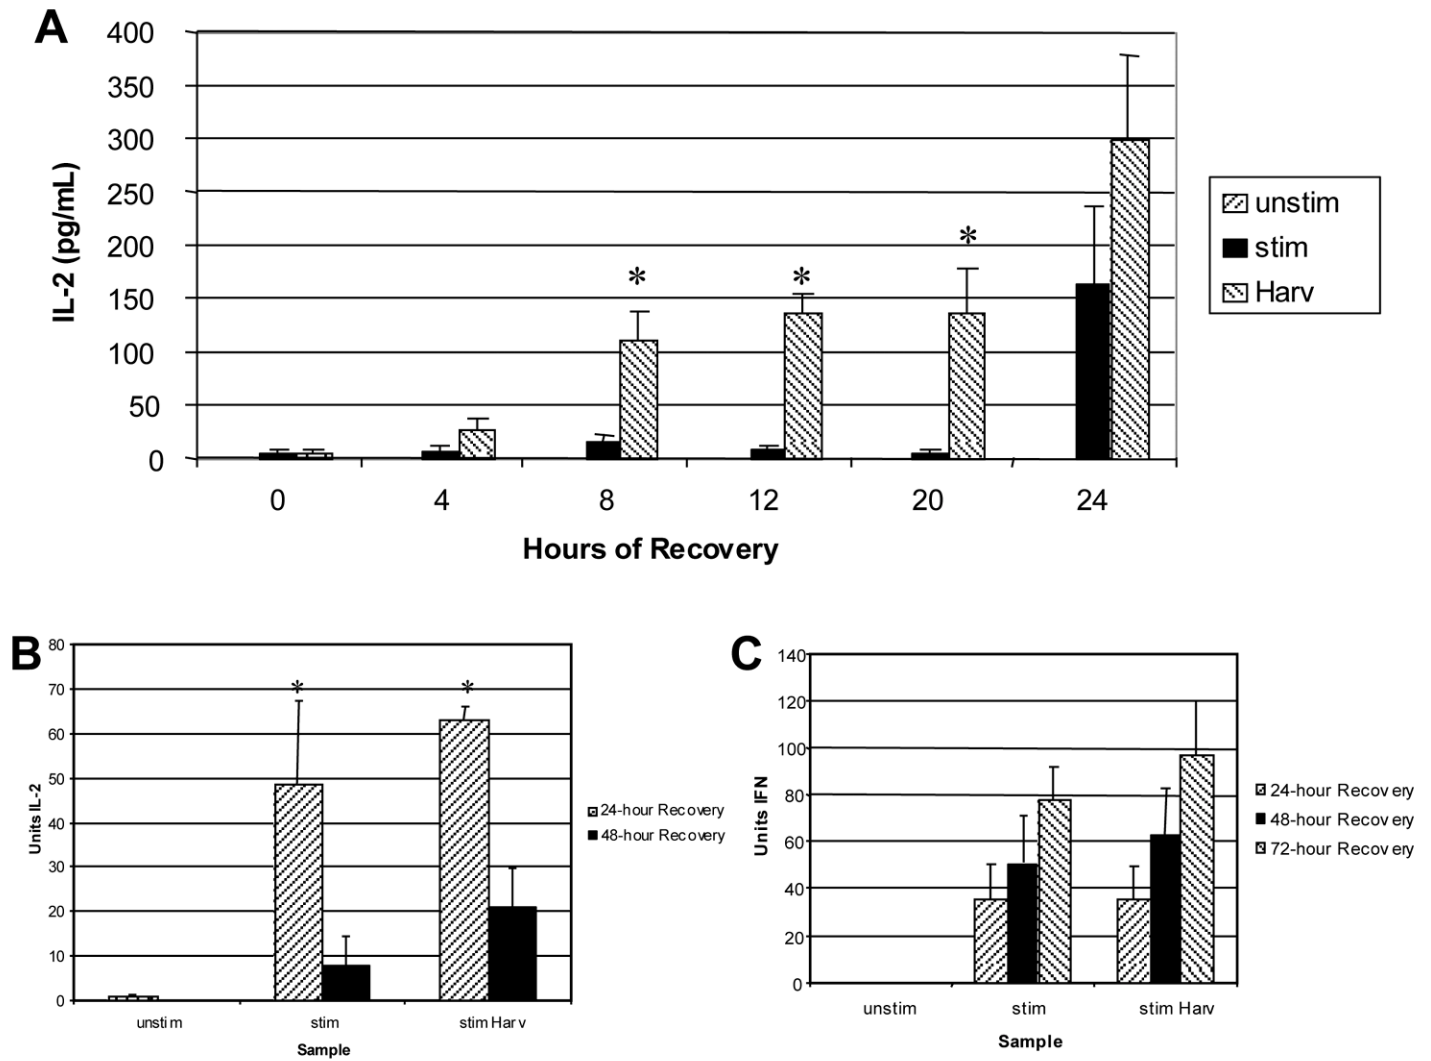 A
400
350
300
250
200
150
100
50
0
IL-2 (pg/mL)
* * *
0 4 8 12 20 24
Hours of Recovery
unstim
stim
Harv
B
80
70
60
50
40
30
20
10
0
Units IL-2
* *
unstim stim stim Harv
Sample
24-hour Recovery
48-hour Recovery
C
140
120
100
80
60
40
20
0
Units IFN
unstim stim stim Harv
Sample
24-hour Recovery
48-hour Recovery
72-hour Recovery